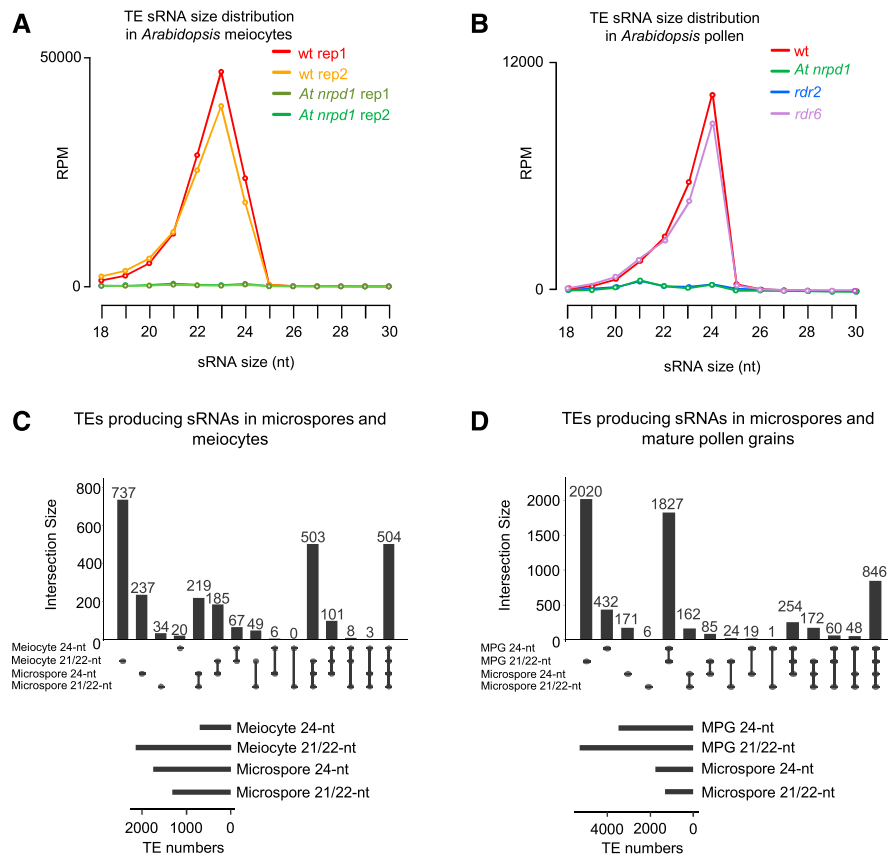 A
TE sRNA size distribution
in Arabidopsis meiocytes
50000
RPM
0
wt rep1
wt rep2
At nrpd1 rep1
At nrpd1 rep2
18 20 22 24 26 28 30
sRNA size (nt)
B
TE sRNA size distribution
in Arabidopsis pollen
12000
RPM
0
wt
At nrpd1
rdr2
rdr6
18 20 22 24 26 28 30
sRNA size (nt)
C
TEs producing sRNAs in microspores and
meiocytes
Intersection Size
800
600
400
200
0
737 237 34 20 219 185 67 49 6 0 503 101 8 3 504
Meiocyte 24-nt
Meiocyte 21/22-nt
Microspore 24-nt
Microspore 21/22-nt
Meiocyte 24-nt
Meiocyte 21/22-nt
Microspore 24-nt
Microspore 21/22-nt
2000 1000 0
TE numbers
D
TEs producing sRNAs in microspores and
mature pollen grains
Intersection Size
2000
1500
1000
500
0
2020 432 171 6 1827 162 85 24 19 1 254 172 60 48 846
MPG 24-nt
MPG 21/22-nt
Microspore 24-nt
Microspore 21/22-nt
MPG 24-nt
MPG 21/22-nt
Microspore 24-nt
Microspore 21/22-nt
4000 2000 0
TE numbers